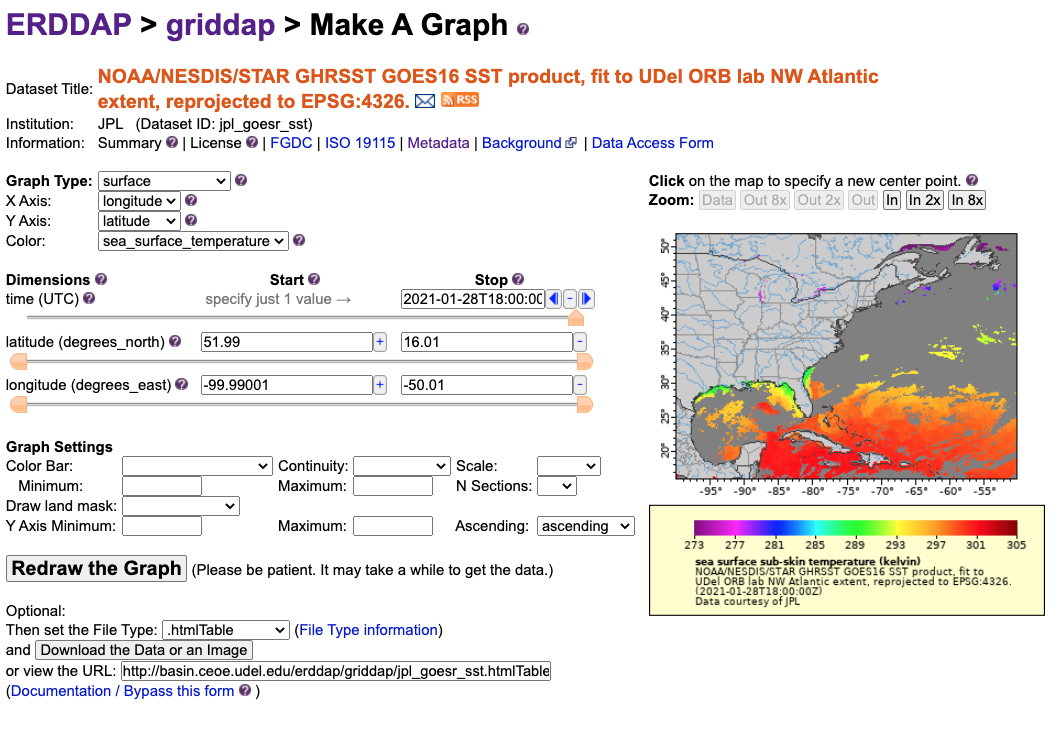 ERDDAP > griddap > Make A Graph ?
Dataset Title: NOAA/NESDIS/STAR GHRSST GOES16 SST product, fit to UDel ORB lab NW Atlantic
extent, reprojected to EPSG:4326. RSS
Institution: JPL (Dataset ID: jpl_goesr_sst)
Information: Summary ? | License ? | FGDC | ISO 19115 | Metadata | Background | Data Access Form
Graph Type: surface ?
X Axis: longitude ?
Y Axis: latitude ?
Color: sea_surface_temperature ?
Dimensions ? Start ? Stop ?
time (UTC) ? specify just 1 value → 2021-01-28T18:00:00 -
latitude (degrees_north) ? 51.99 + 16.01 -
longitude (degrees_east) ? -99.99001 + -50.01 -
Graph Settings
Color Bar: Continuity: Scale:
Minimum: Maximum: N Sections:
Draw land mask:
Y Axis Minimum: Maximum: Ascending: ascending
Redraw the Graph (Please be patient. It may take a while to get the data.)
Optional:
Then set the File Type: .htmlTable (File Type information)
and Download the Data or an Image
or view the URL: http://basin.ceoe.udel.edu/erddap/griddap/jpl_goesr_sst.htmlTable
(Documentation / Bypass this form ? )
Click on the map to specify a new center point. ?
Zoom: Data Out 8x Out 2x Out In In 2x In 8x
50°
45°
40°
35°
30°
25°
20°
-95° -90° -85° -80° -75° -70° -65° -60° -55°
273 277 281 285 289 293 297 301 305
sea surface sub-skin temperature (kelvin)
NOAA/NESDIS/STAR GHRSST GOES16 SST product, fit to
UDel ORB lab NW Atlantic extent, reprojected to EPSG:4326.
(2021-01-28T18:00:00Z)
Data courtesy of JPL